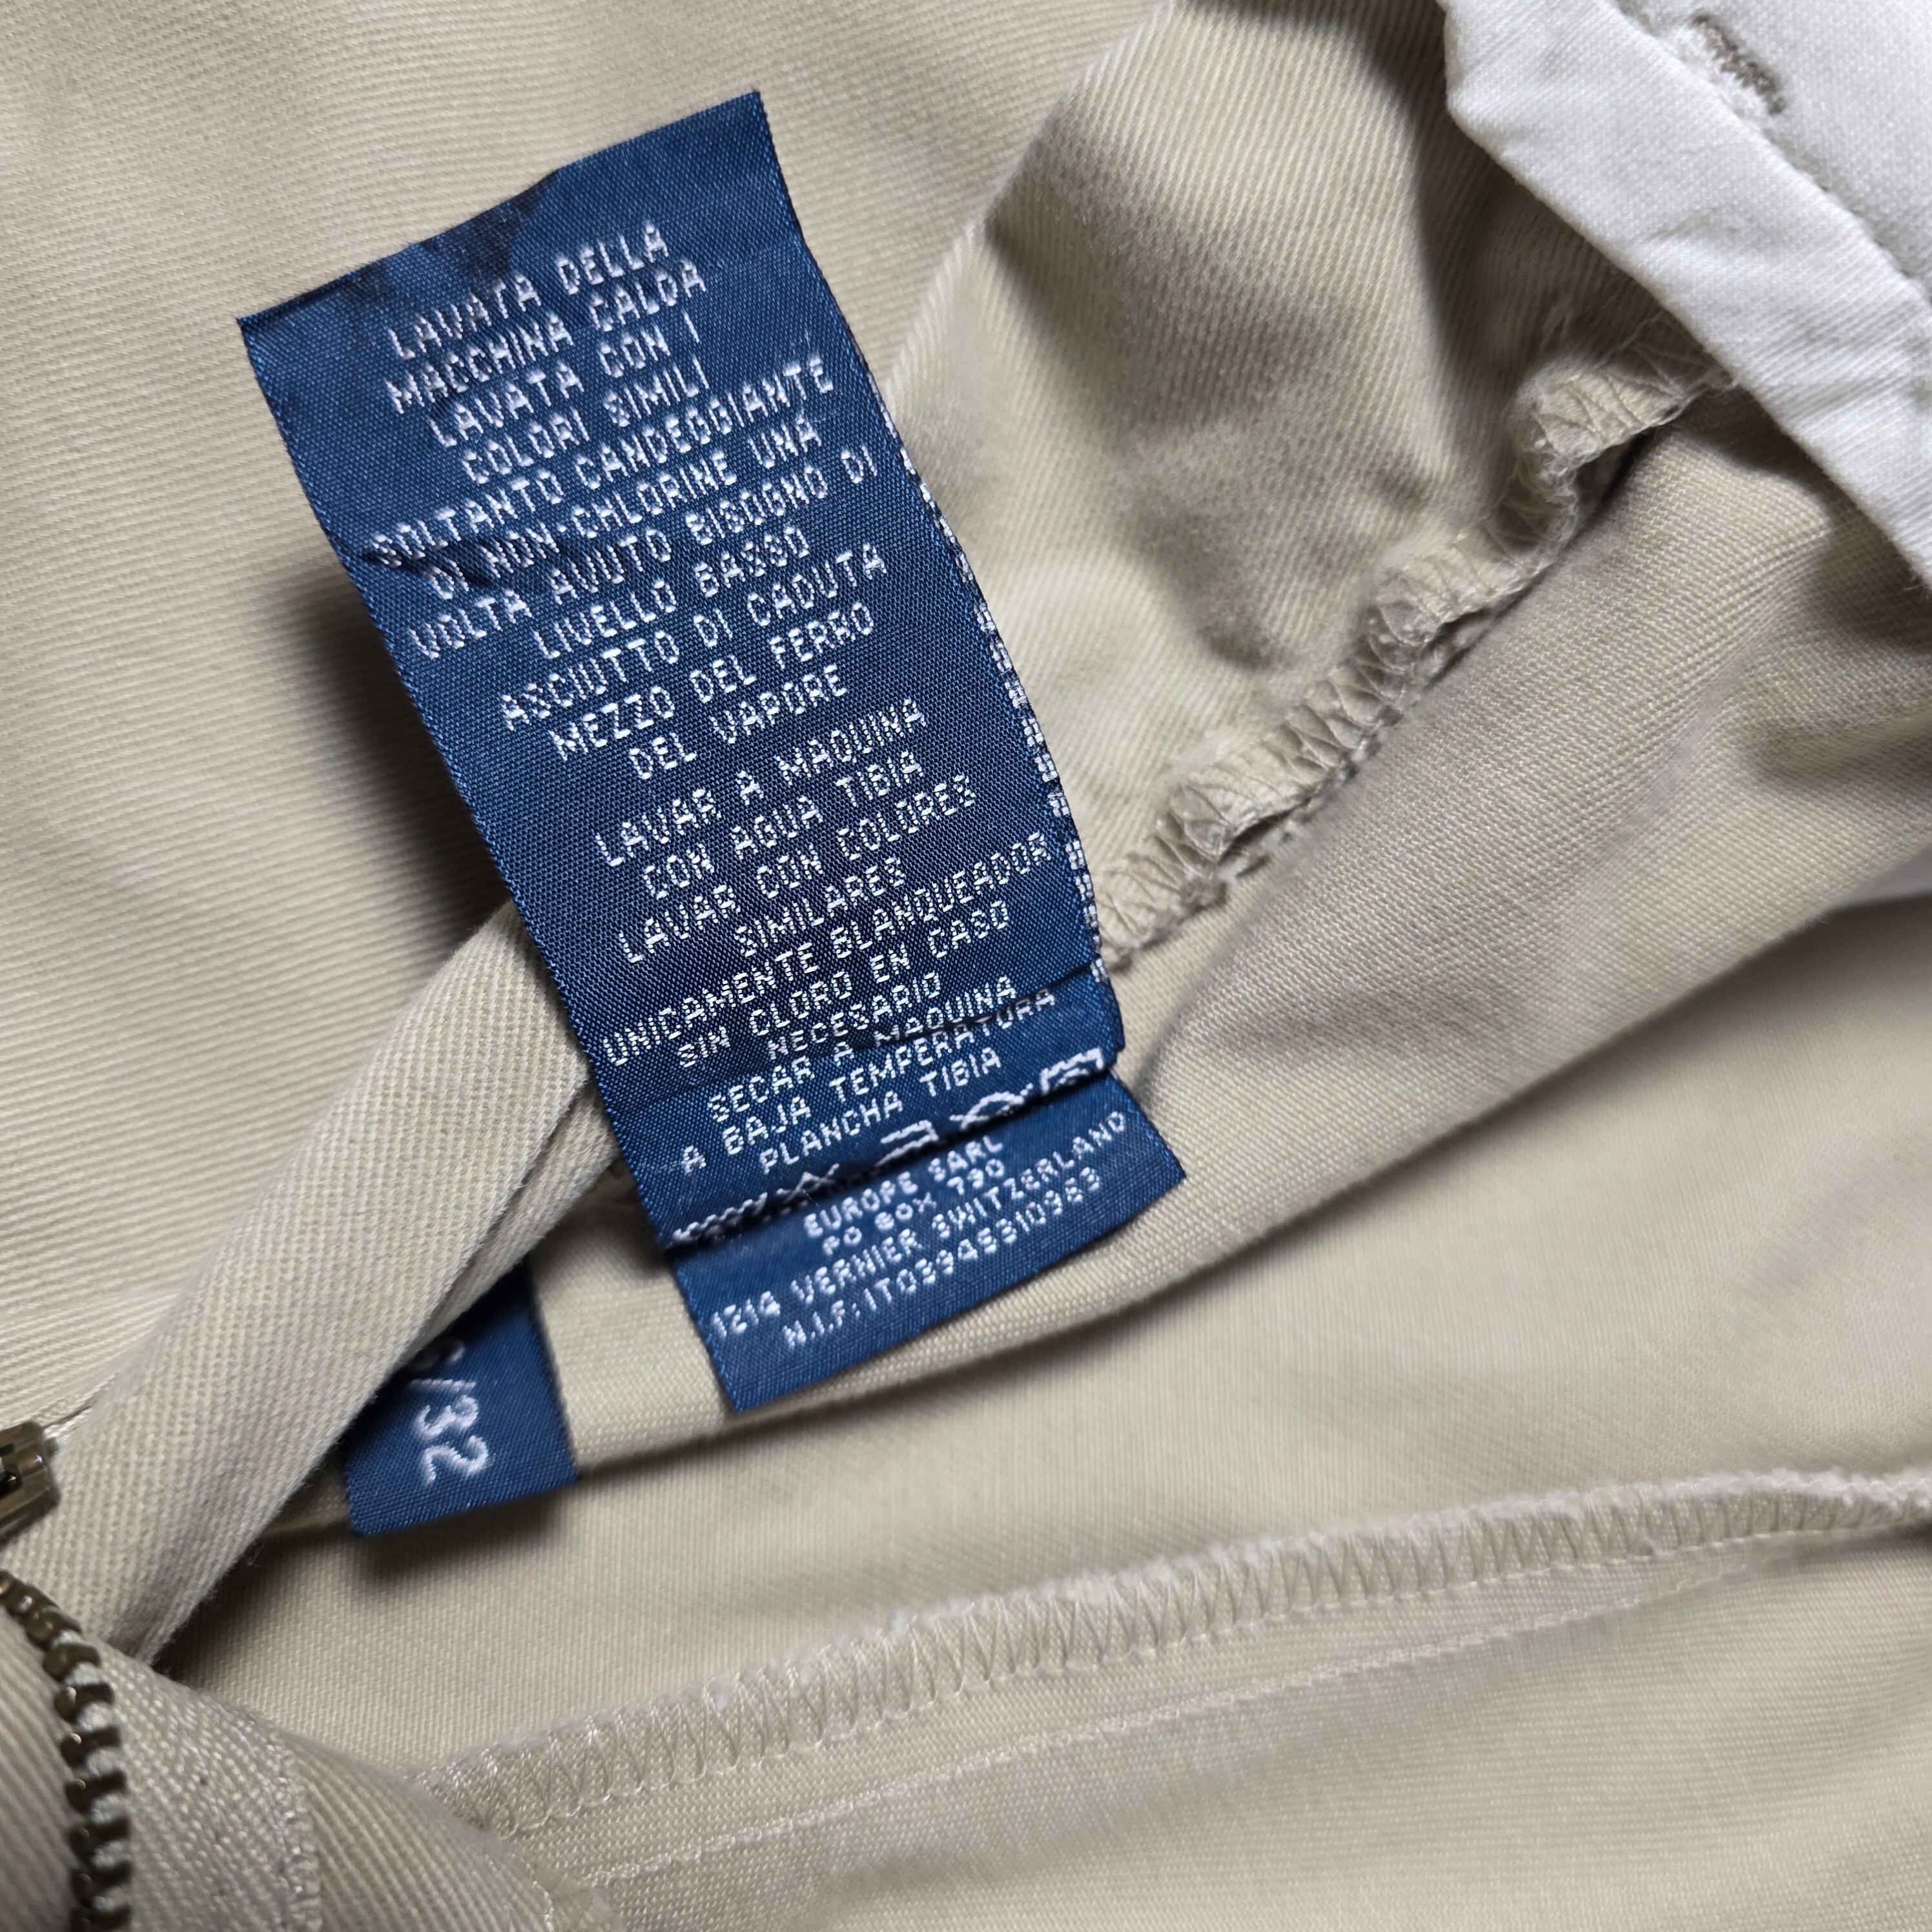 LAVATA DELLA
MACCHINA CALDA
LAVATA CON I
COLORI SIMILI
SOLTANTO CANDEGGIANTE
DI NON-CHLORINE UNA
VOLTA AVUTO BISOGNO DI
LIVELLO BASSO
ASCIUTTO DI CADUTA
MEZZO DEL FERRO
DEL VAPORE
LAVAR A MAQUINA
CON AGUA TIBIA
LAVAR CON COLORES
SIMILARES
UNICAMENTE BLANQUEADOR
SIN CLORO EN CASO
NECESARIO
SECAR A MAQUINA
A BAJA TEMPERATURA
PLANCHA TIBIA
EUROPE SARL
PO BOX 730
1214 VERNIER SWITZERLAND
N.I.F:IT03948310963
/32